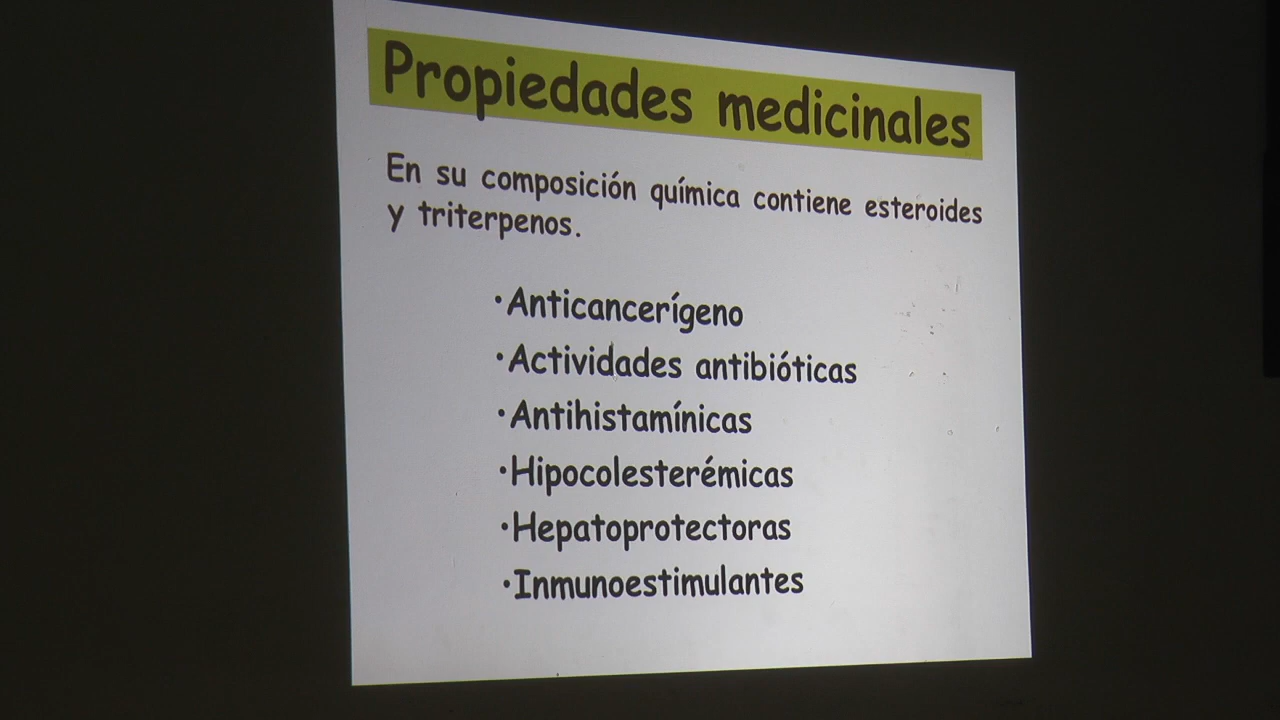 Propiedades medicinales
En su composición química contiene esteroides
y triterpenos.
•Anticancerígeno
•Actividades antibióticas
•Antihistamínicas
•Hipocolesterémicas
•Hepatoprotectoras
•Inmunoestimulantes